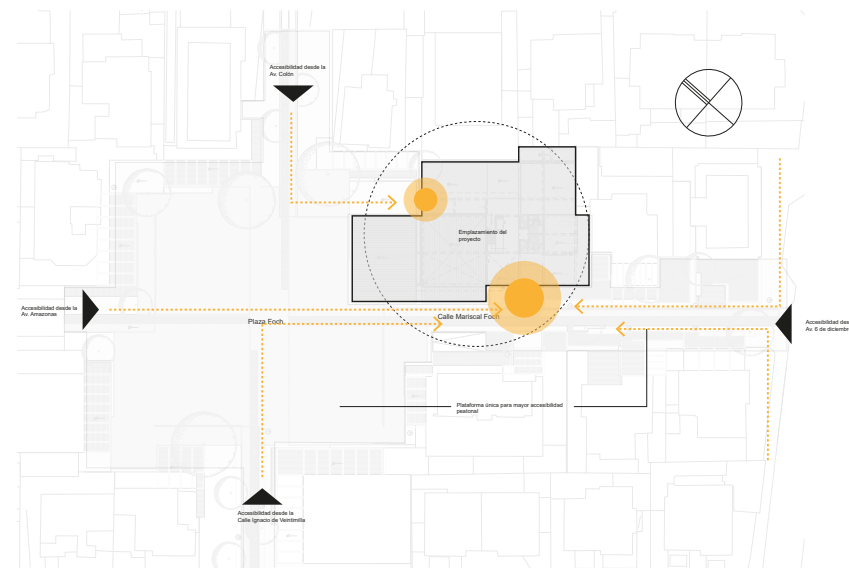 Accesibilidad desde la
Av. Colón
Emplazamiento del
proyecto
Accesibilidad desde la
Av. Amazonas
Plaza Foch.
Calle Mariscal Foch
Accesibilidad des
Av. 6 de diciembr
Plataforma única para mayor accesibilidad
peatonal
Accesibilidad desde la
Calle Ignacio de Veintimilla